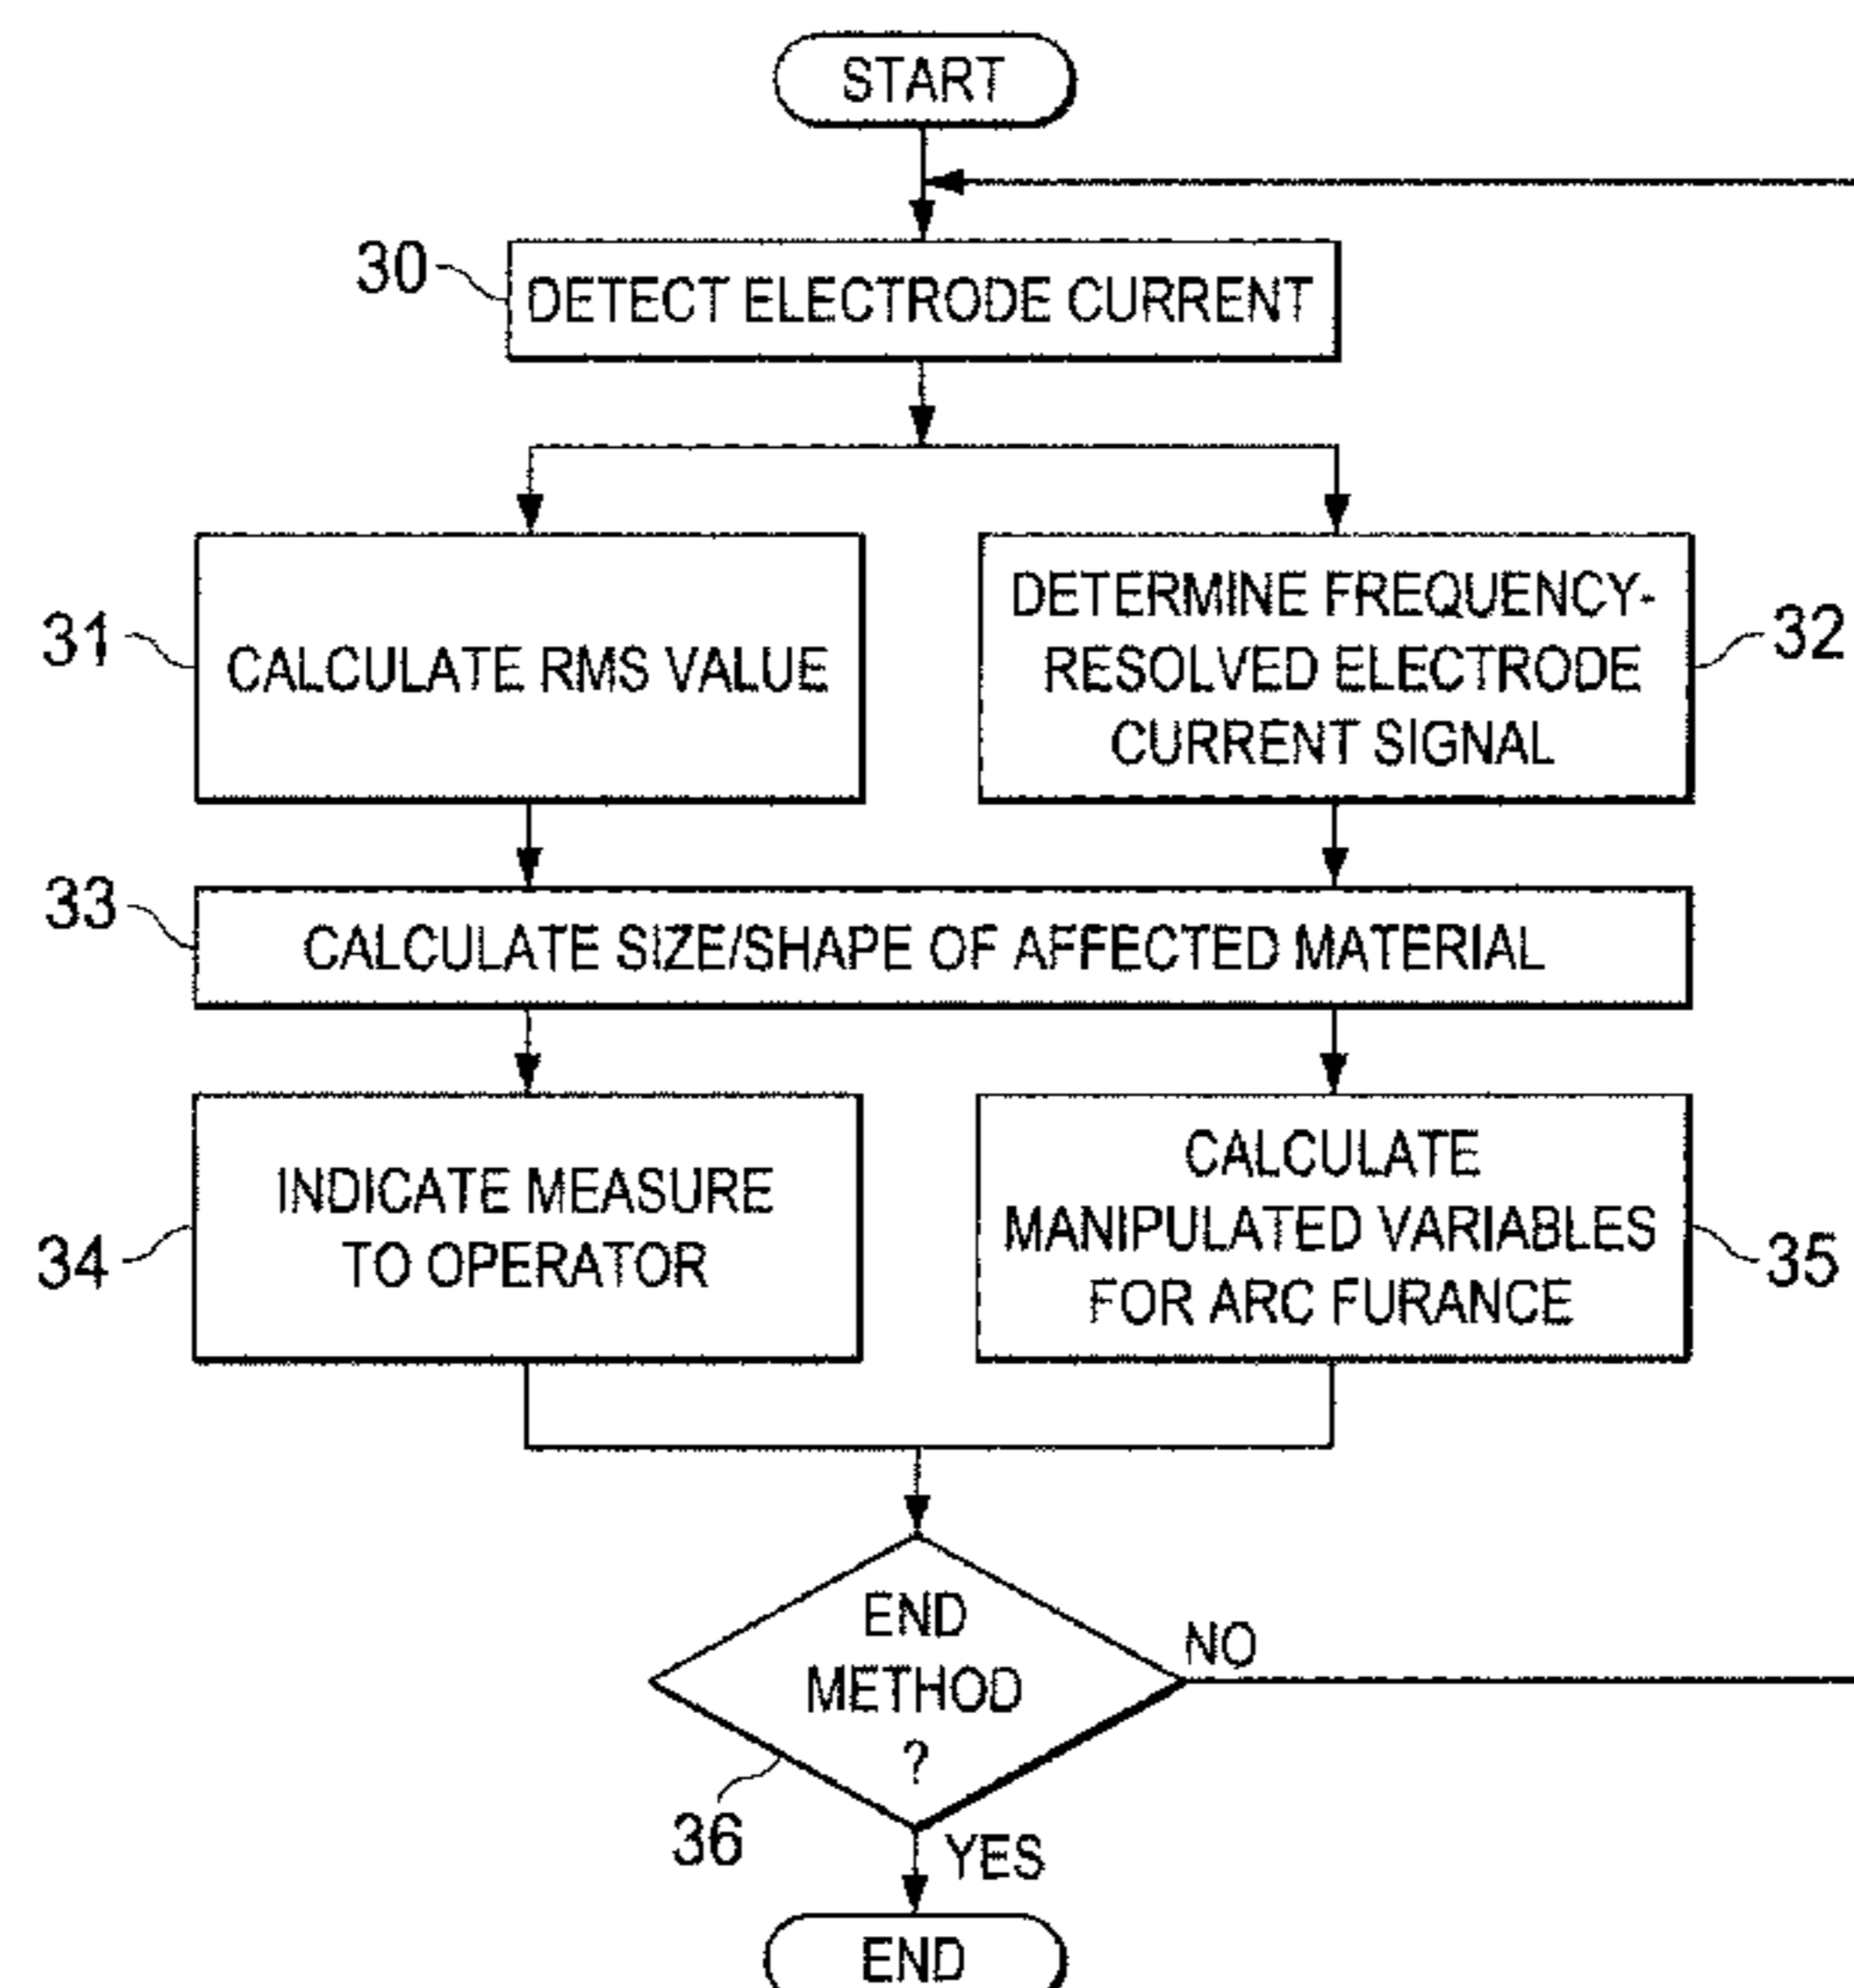 START
30
DETECT ELECTRODE CURRENT
31
CALCULATE RMS VALUE
DETERMINE FREQUENCY-
RESOLVED ELECTRODE
CURRENT SIGNAL
32
33
CALCULATE SIZE/SHAPE OF AFFECTED MATERIAL
34
INDICATE MEASURE
TO OPERATOR
CALCULATE
MANIPULATED VARIABLES
FOR ARC FURANCE
35
END
METHOD
?
NO
36
YES
END